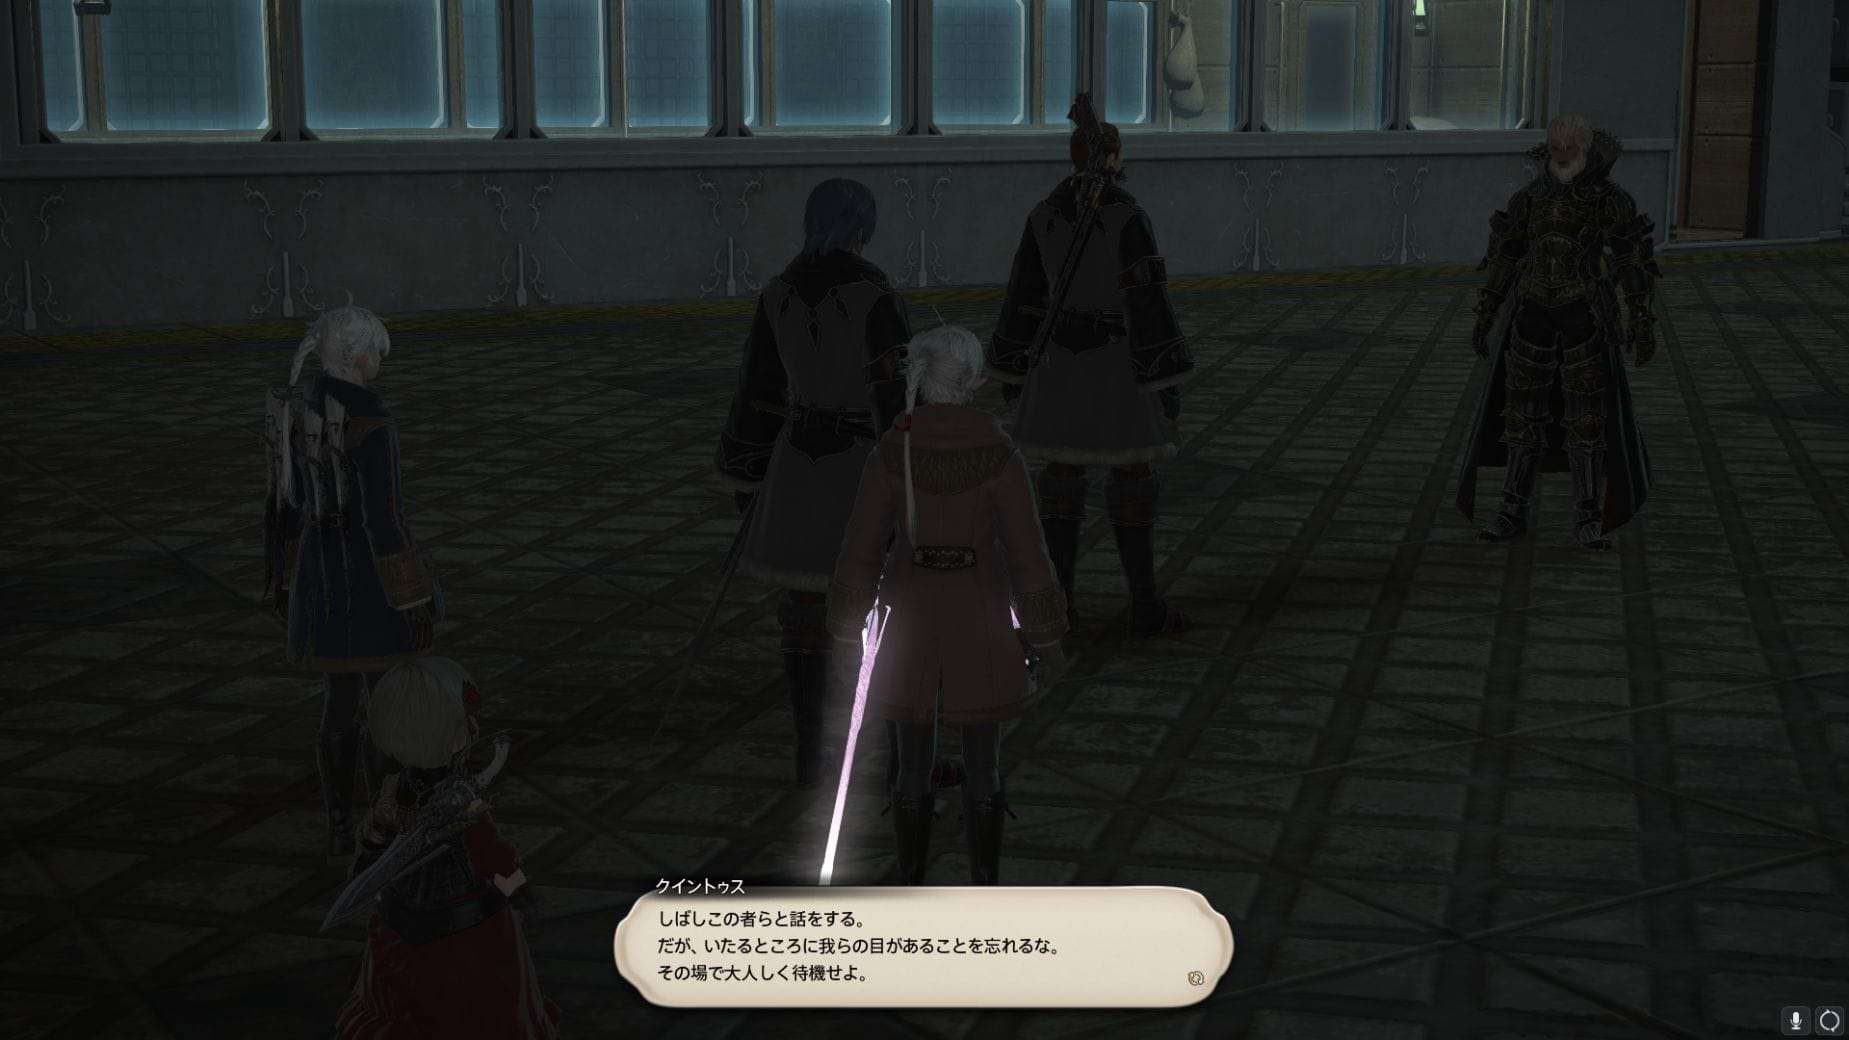 クイントゥス
しばしこの者らと話をする。
だが、いたるところに我らの目があることを忘れるな。
その場で大人しく待機せよ。